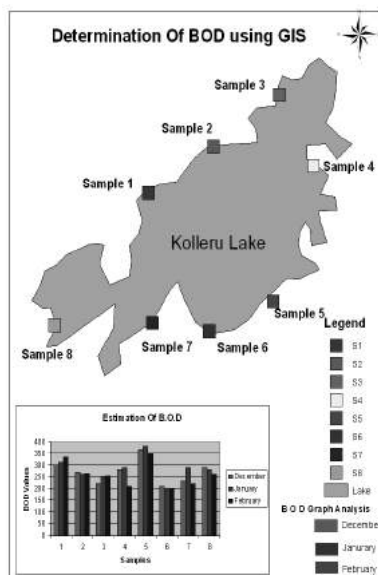 Determination Of BOD using GIS
Sample 3
Sample 2
Sample 4
Sample 1
Kolleru Lake
Sample 5
Sample 8
Sample 7
Sample 6
Legend
S1
S2
S3
S4
S5
S6
S7
S8
Lake
BOD Graph Analysis
December
Janurary
February
Estimation Of B.O.D
BOD Values
400
350
300
250
200
150
100
50
0
1 2 3 4 5 6 7 8
Samples
December
January
February